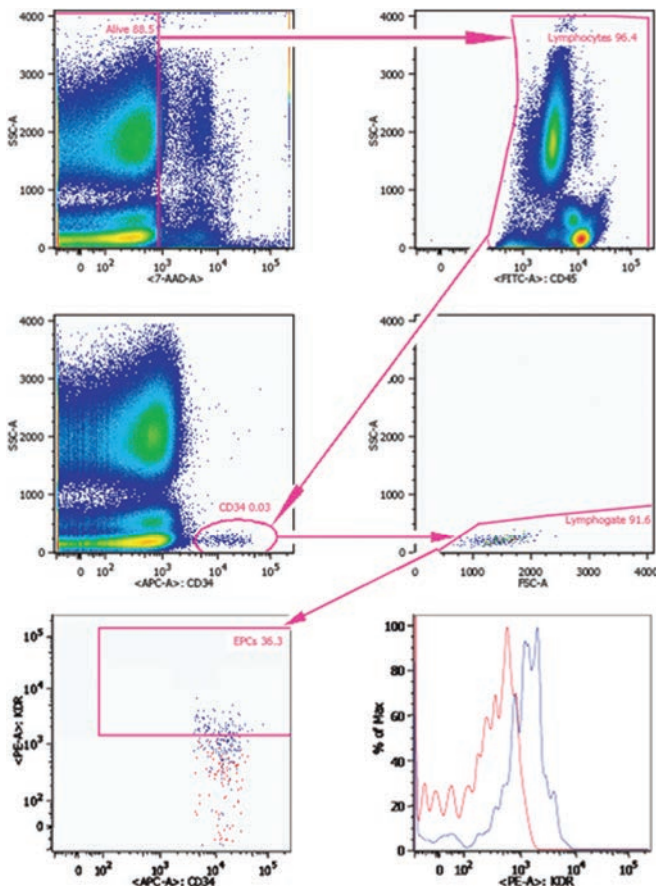 Alive 88.5
4000
3000
2000
1000
0
SSC-A
0 10² 10³ 10⁴ 10⁵
<7-AAD-A>
Lymphocytes 96.4
4000
3000
2000
1000
0
SSC-A
10³ 10⁴ 10⁵
<FITC-A>: CD45
4000
3000
2000
1000
0
SSC-A
CD34 0.03
0 10² 10³ 10⁴ 10⁵
<APC-A>: CD34
4000
3000
2000
1000
0
SSC-A
Lymphogate 91.6
0 1000 2000 3000 4000
FSC-A
EPCs 36.3
10⁵
10⁴
10³
10²
0
<PE-A>: KDR
0 10² 10³ 10⁴ 10⁵
<APC-A>: CD34
100
80
60
40
20
0
% of Max
0 10² 10³ 10⁴ 10⁵
<PE-A>: KDR